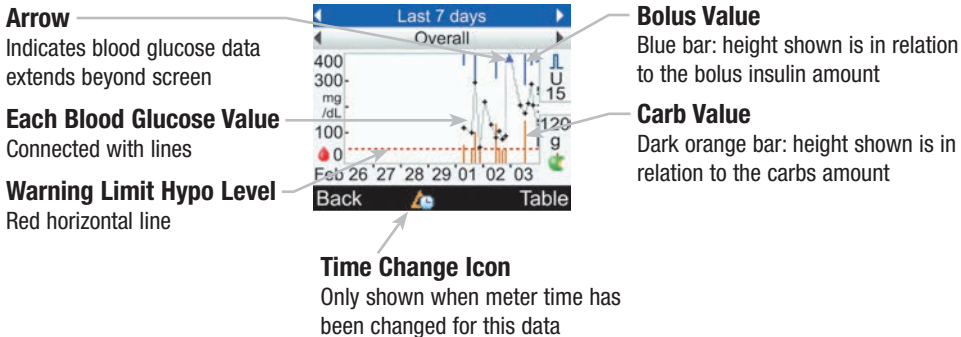 Arrow
Indicates blood glucose data
extends beyond screen
Each Blood Glucose Value
Connected with lines
Warning Limit Hypo Level
Red horizontal line
Last 7 days
Overall
400
300
mg
/dL
100
0
U
15
120
g
Feb 26 27 28 29 01 02 03
Back
Table
Time Change Icon
Only shown when meter time has
been changed for this data
Bolus Value
Blue bar: height shown is in relation
to the bolus insulin amount
Carb Value
Dark orange bar: height shown is in
relation to the carbs amount